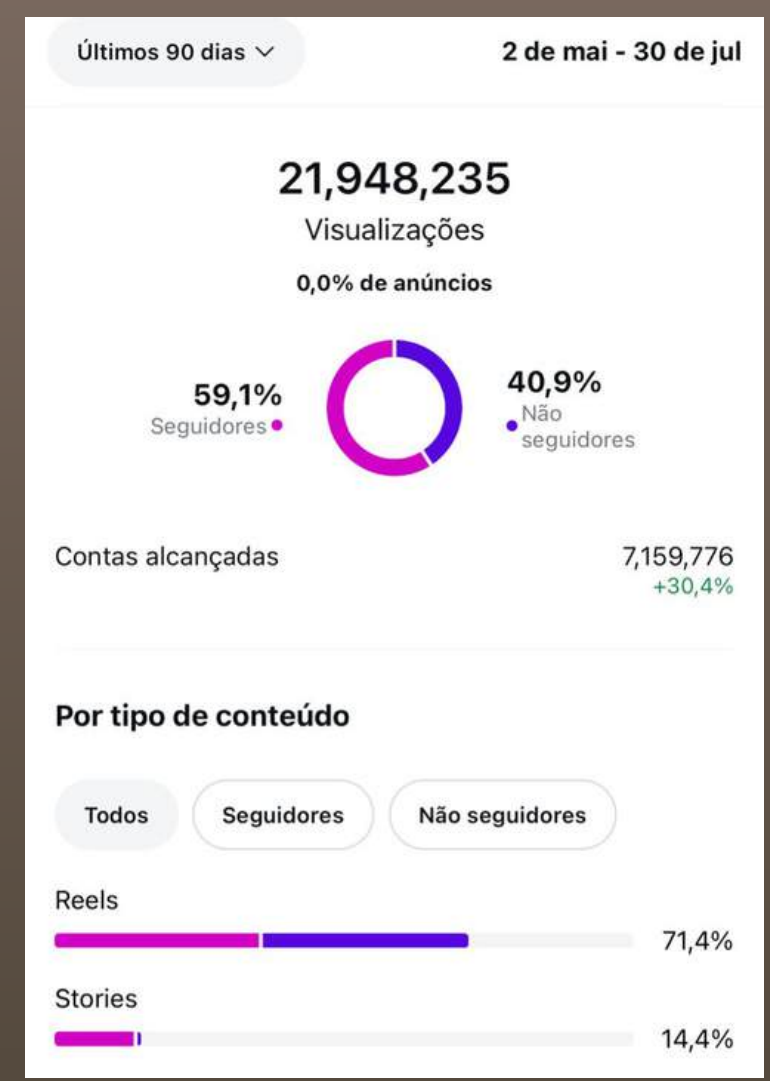 Últimos 90 dias
2 de mai - 30 de jul
21,948,235
Visualizações
0,0% de anúncios
59,1%
Seguidores
40,9%
Não
seguidores
Contas alcançadas
7,159,776
+30,4%
Por tipo de conteúdo
Todos
Seguidores
Não seguidores
Reels
71,4%
Stories
14,4%